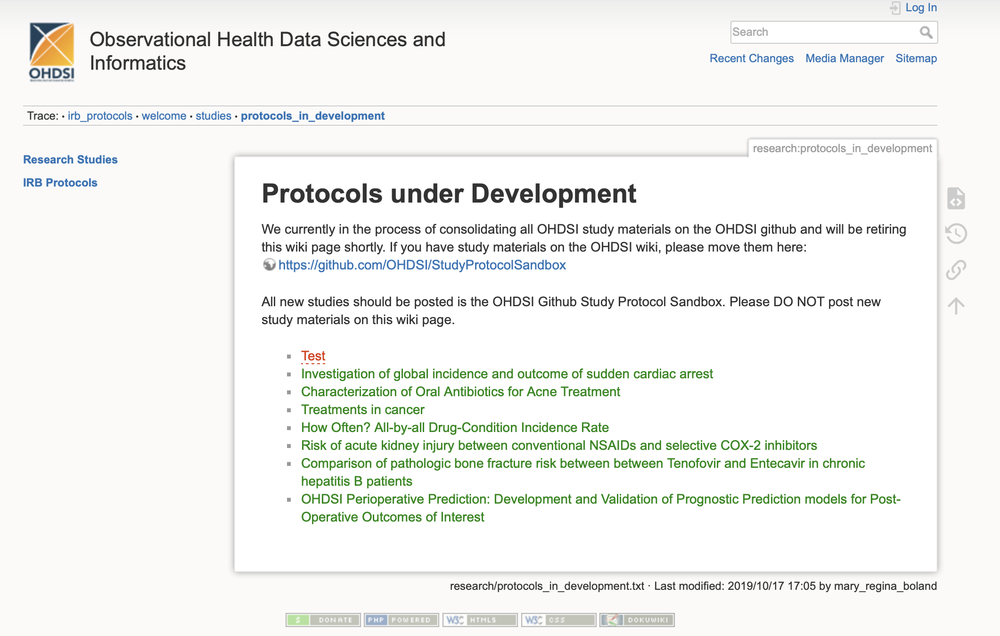 Log In
OHDSI
Observational Health Data Sciences and
Informatics
Search
Recent Changes Media Manager Sitemap
Trace: • irb_protocols • welcome • studies • protocols_in_development
research:protocols_in_development
Research Studies
IRB Protocols
Protocols under Development
We currently in the process of consolidating all OHDSI study materials on the OHDSI github and will be retiring
this wiki page shortly. If you have study materials on the OHDSI wiki, please move them here:
https://github.com/OHDSI/StudyProtocolSandbox
All new studies should be posted is the OHDSI Github Study Protocol Sandbox. Please DO NOT post new
study materials on this wiki page.
Test
Investigation of global incidence and outcome of sudden cardiac arrest
Characterization of Oral Antibiotics for Acne Treatment
Treatments in cancer
How Often? All-by-all Drug-Condition Incidence Rate
Risk of acute kidney injury between conventional NSAIDs and selective COX-2 inhibitors
Comparison of pathologic bone fracture risk between between Tenofovir and Entecavir in chronic
hepatitis B patients
OHDSI Perioperative Prediction: Development and Validation of Prognostic Prediction models for Post-
Operative Outcomes of Interest
research/protocols_in_development.txt · Last modified: 2019/10/17 17:05 by mary_regina_boland
$ DONATE PHP POWERED W3C HTML5 W3C CSS DOKUWIKI